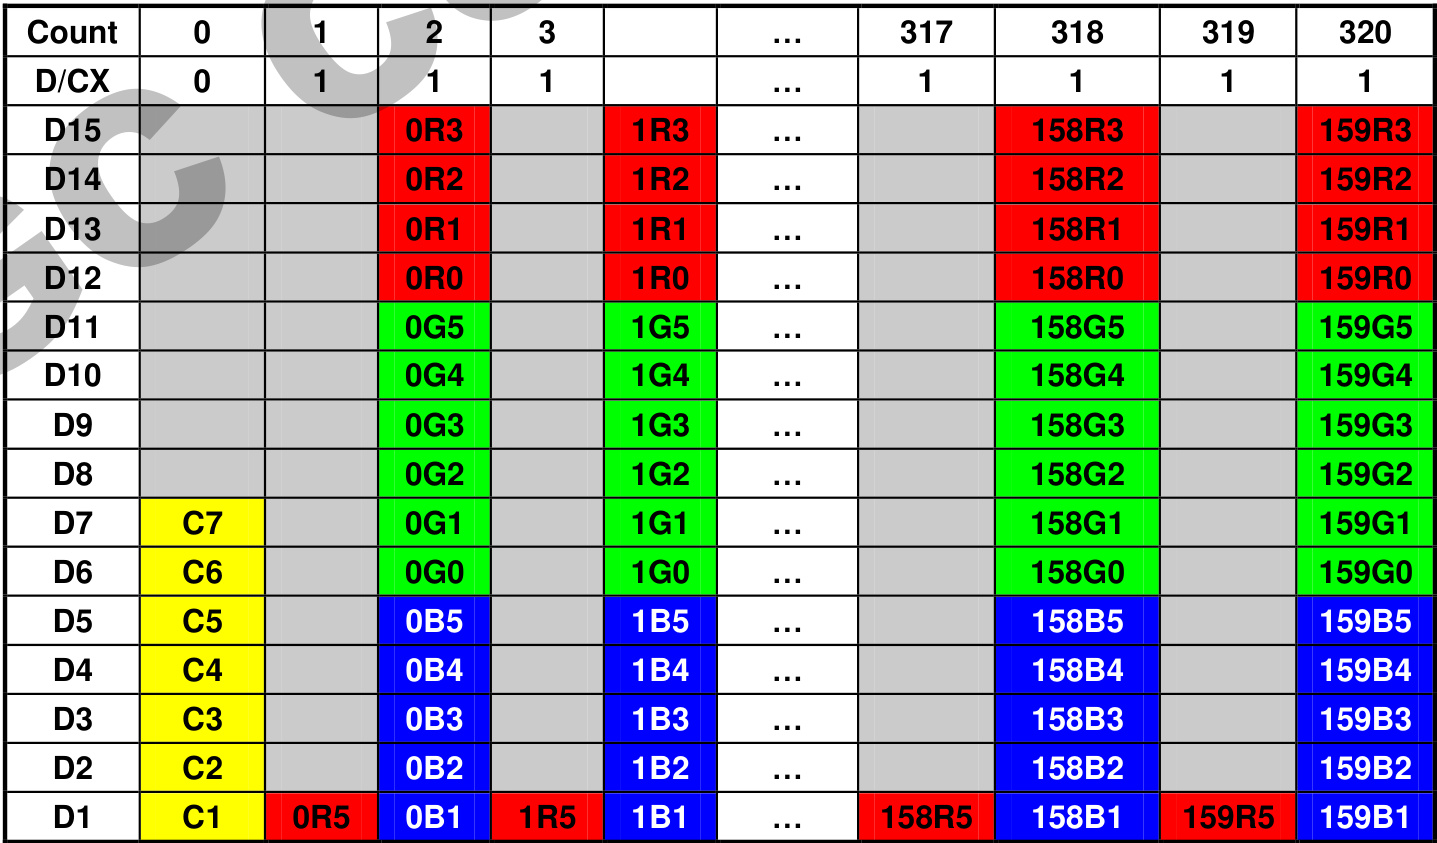 Count 0 1 2 3 ... 317 318 319 320
D/CX 0 1 1 1 ... 1 1 1 1
D15 0R3 1R3 ... 158R3 159R3
D14 0R2 1R2 ... 158R2 159R2
D13 0R1 1R1 ... 158R1 159R1
D12 0R0 1R0 ... 158R0 159R0
D11 0G5 1G5 ... 158G5 159G5
D10 0G4 1G4 ... 158G4 159G4
D9 0G3 1G3 ... 158G3 159G3
D8 0G2 1G2 ... 158G2 159G2
D7 C7 0G1 1G1 ... 158G1 159G1
D6 C6 0G0 1G0 ... 158G0 159G0
D5 C5 0B5 1B5 ... 158B5 159B5
D4 C4 0B4 1B4 ... 158B4 159B4
D3 C3 0B3 1B3 ... 158B3 159B3
D2 C2 0B2 1B2 ... 158B2 159B2
D1 C1 0R5 0B1 1R5 1B1 ... 158R5 158B1 159R5 159B1